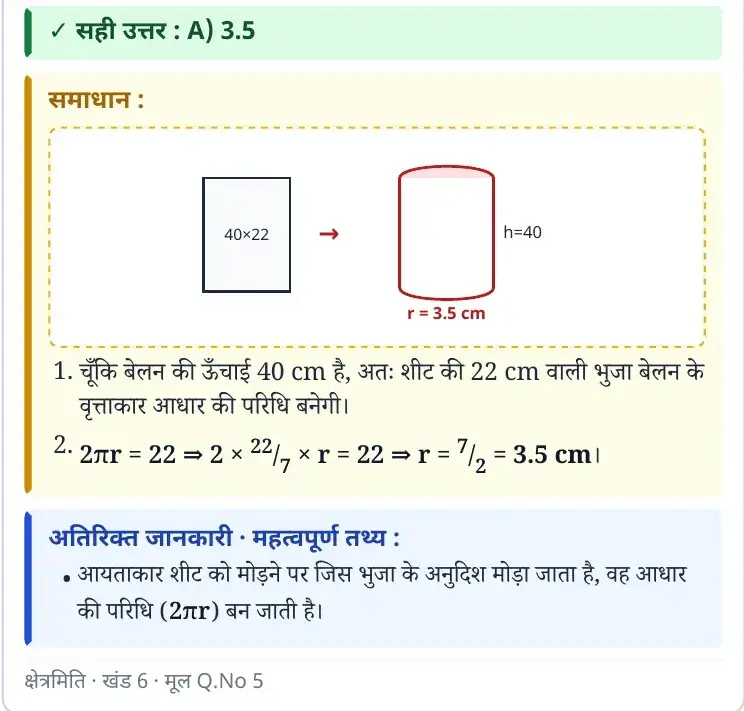 ✓ सही उत्तर : A) 3.5
समाधान :
40×22
→
h=40
r = 3.5 cm
1. चूँकि बेलन की ऊँचाई 40 cm है, अतः शीट की 22 cm वाली भुजा बेलन के
वृत्ताकार आधार की परिधि बनेगी।
2. 2πr = 22 ⇒ 2 × 22/7 × r = 22 ⇒ r = 7/2 = 3.5 cm।
अतिरिक्त जानकारी · महत्वपूर्ण तथ्य :
• आयताकार शीट को मोड़ने पर जिस भुजा के अनुदिश मोड़ा जाता है, वह आधार
की परिधि (2πr) बन जाती है।
क्षेत्रमिति · खंड 6 · मूल Q.No 5